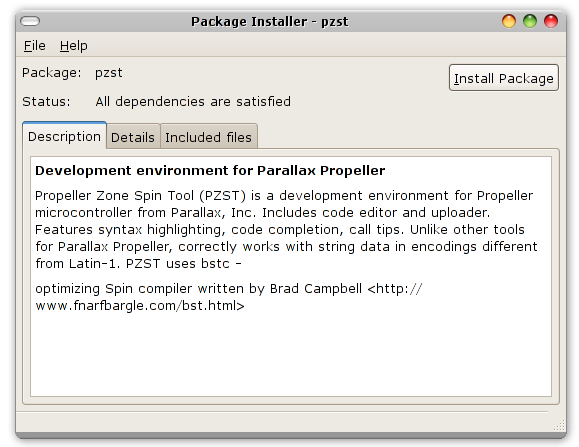 Package Installer - pzst
File Help
Package: pzst
Install Package
Status: All dependencies are satisfied
Description Details Included files
Development environment for Parallax Propeller
Propeller Zone Spin Tool (PZST) is a development environment for Propeller
microcontroller from Parallax, Inc. Includes code editor and uploader.
Features syntax highlighting, code completion, call tips. Unlike other tools
for Parallax Propeller, correctly works with string data in encodings different
from Latin-1. PZST uses bstc -
optimizing Spin compiler written by Brad Campbell <http://
www.fnarfbargle.com/bst.html>